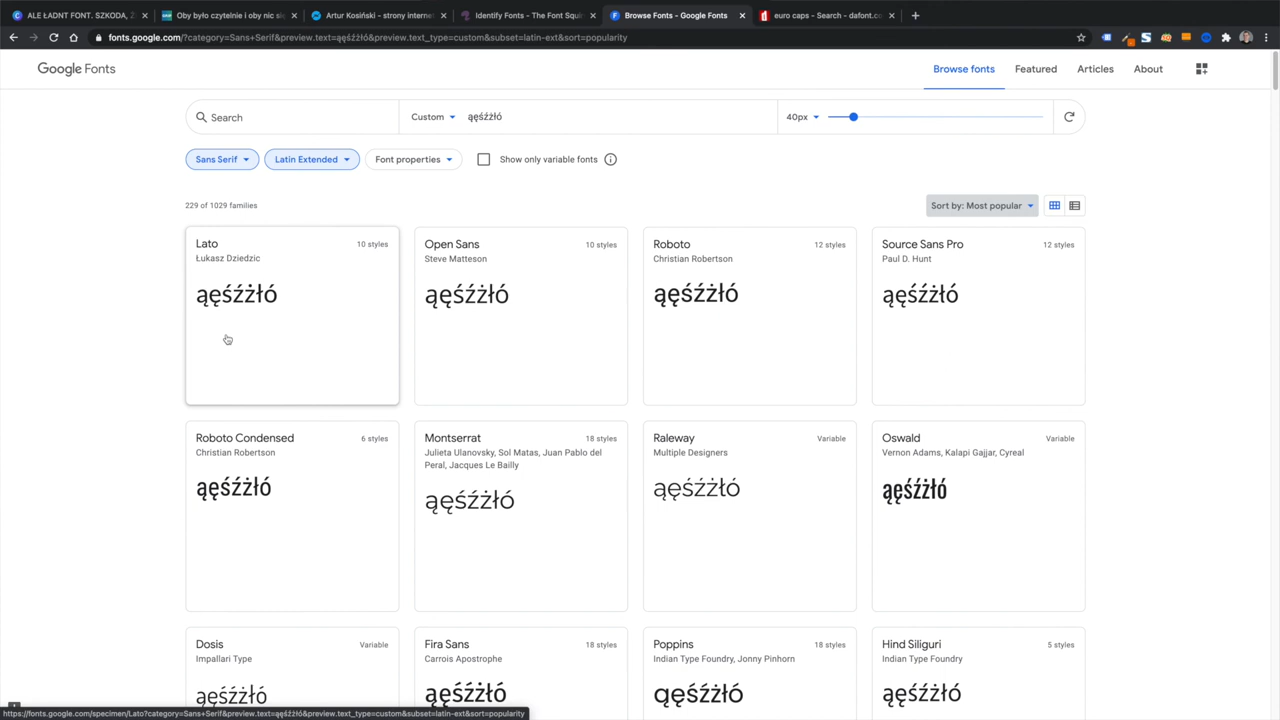 ALE ŁADNT FONT. SZKODA, Ż
Oby było czytelnie i oby nic się
Artur Kosiński - strony internet
Identify Fonts - The Font Squir
Browse Fonts - Google Fonts
euro caps - Search - dafont.co
fonts.google.com/?category=Sans+Serif&preview.text=ąęśźżłó&preview.text_type=custom&subset=latin-ext&sort=popularity
Google Fonts
Browse fonts
Featured
Articles
About
Search
Custom
ąęśźżłó
40px
Sans Serif
Latin Extended
Font properties
Show only variable fonts
229 of 1029 families
Sort by: Most popular
Lato
10 styles
Łukasz Dziedzic
ąęśźżłó
Open Sans
10 styles
Steve Matteson
ąęśźżłó
Roboto
12 styles
Christian Robertson
ąęśźżłó
Source Sans Pro
12 styles
Paul D. Hunt
ąęśźżłó
Roboto Condensed
6 styles
Christian Robertson
ąęśźżłó
Montserrat
18 styles
Julieta Ulanovsky, Sol Matas, Juan Pablo del
Peral, Jacques Le Bailly
ąęśźżłó
Raleway
Variable
Multiple Designers
ąęśźżłó
Oswald
Variable
Vernon Adams, Kalapi Gajjar, Cyreal
ąęśźżłó
Dosis
Variable
Impallari Type
ąęśźżłó
Fira Sans
18 styles
Carrois Apostrophe
ąęśźżłó
Poppins
18 styles
Indian Type Foundry, Jonny Pinhorn
ąęśźżłó
Hind Siliguri
5 styles
Indian Type Foundry
ąęśźżłó
https://fonts.google.com/specimen/Lato?category=Sans+Serif&preview.text=ąęśźżłó&preview.text_type=custom&subset=latin-ext&sort=popularity